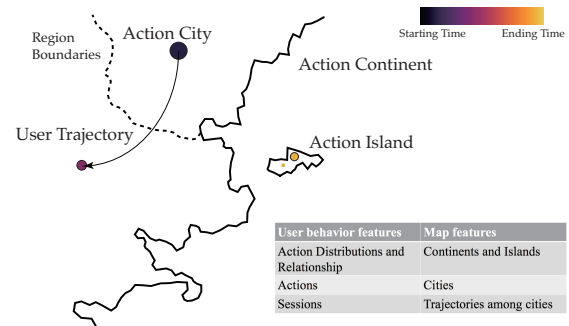 Region
Boundaries
Action City
Starting Time
Ending Time
Action Continent
User Trajectory
Action Island
User behavior features Map features
Action Distributions and Continents and Islands
Relationship
Actions Cities
Sessions Trajectories among cities